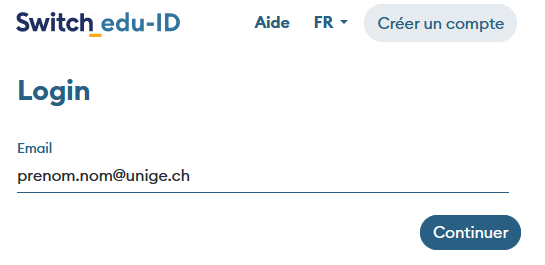 Switch edu-ID Aide FR Créer un compte
Login
Email
prenom.nom@unige.ch
Continuer